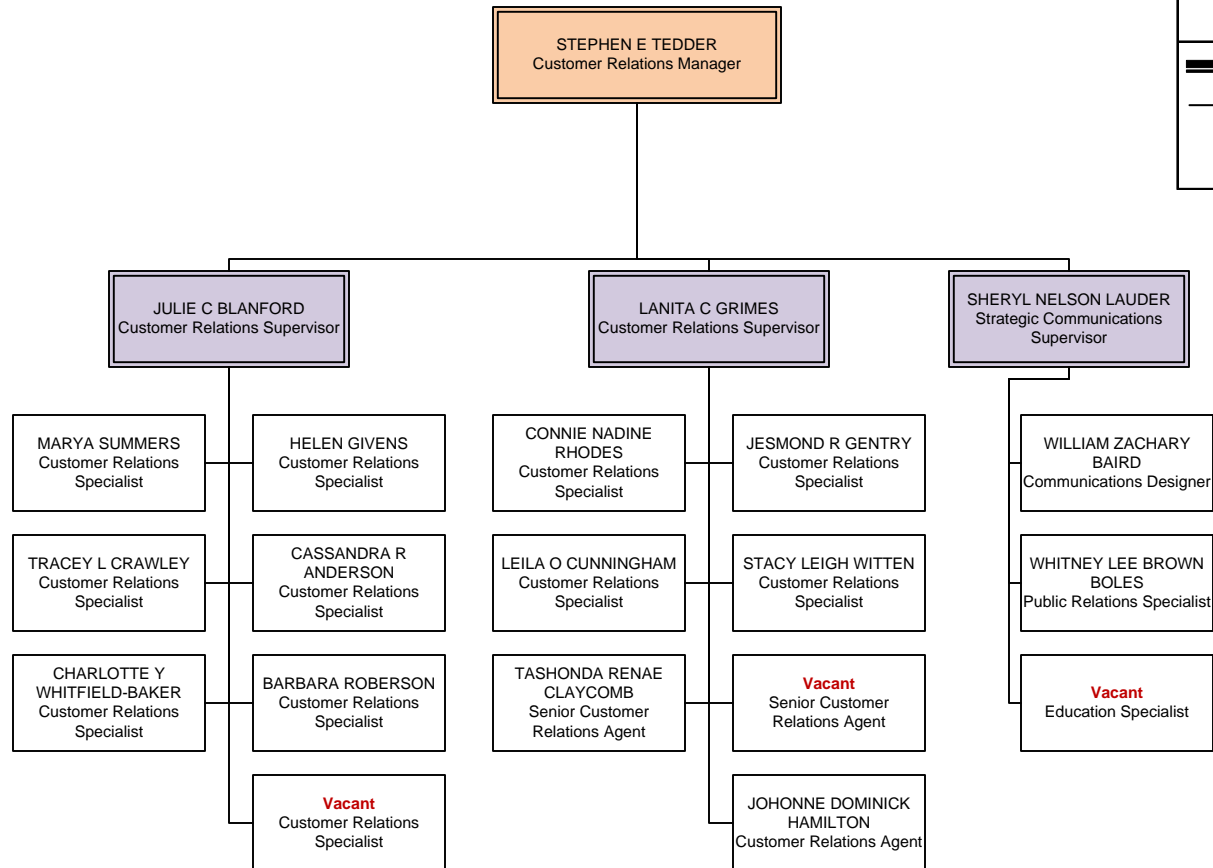 STEPHEN E TEDDER
Customer Relations Manager
JULIE C BLANFORD
Customer Relations Supervisor
LANITA C GRIMES
Customer Relations Supervisor
SHERYL NELSON LAUDER
Strategic Communications
Supervisor
MARYA SUMMERS
Customer Relations
Specialist
HELEN GIVENS
Customer Relations
Specialist
CONNIE NADINE
RHODES
Customer Relations
Specialist
JESMOND R GENTRY
Customer Relations
Specialist
WILLIAM ZACHARY
BAIRD
Communications Designer
TRACEY L CRAWLEY
Customer Relations
Specialist
CASSANDRA R
ANDERSON
Customer Relations
Specialist
LEILA O CUNNINGHAM
Customer Relations
Specialist
STACY LEIGH WITTEN
Customer Relations
Specialist
WHITNEY LEE BROWN
BOLES
Public Relations Specialist
CHARLOTTE Y
WHITFIELD-BAKER
Customer Relations
Specialist
BARBARA ROBERSON
Customer Relations
Specialist
TASHONDA RENAE
CLAYCOMB
Senior Customer
Relations Agent
Vacant
Senior Customer
Relations Agent
Vacant
Education Specialist
Vacant
Customer Relations
Specialist
JOHONNE DOMINICK
HAMILTON
Customer Relations Agent